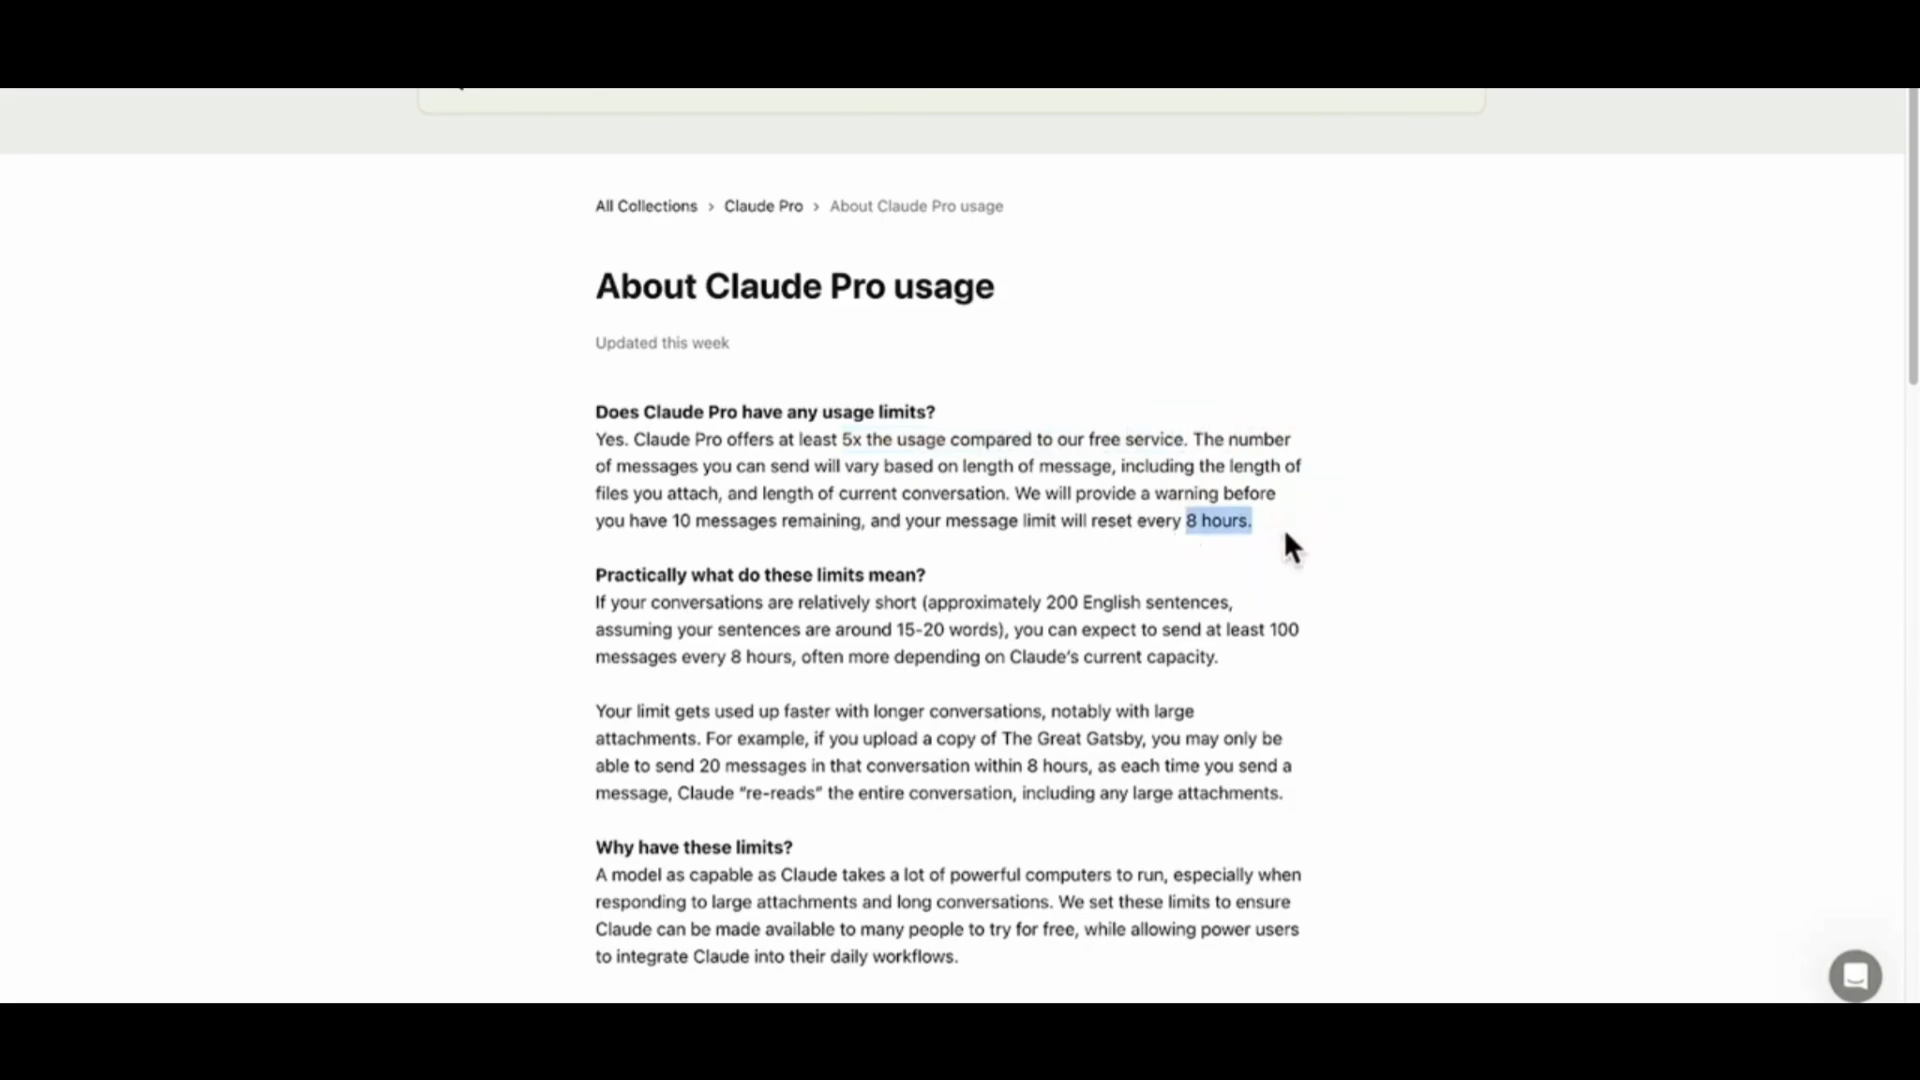 All Collections > Claude Pro > About Claude Pro usage
About Claude Pro usage
Updated this week
Does Claude Pro have any usage limits?
Yes. Claude Pro offers at least 5x the usage compared to our free service. The number
of messages you can send will vary based on length of message, including the length of
files you attach, and length of current conversation. We will provide a warning before
you have 10 messages remaining, and your message limit will reset every 8 hours.
Practically what do these limits mean?
If your conversations are relatively short (approximately 200 English sentences,
assuming your sentences are around 15-20 words), you can expect to send at least 100
messages every 8 hours, often more depending on Claude’s current capacity.
Your limit gets used up faster with longer conversations, notably with large
attachments. For example, if you upload a copy of The Great Gatsby, you may only be
able to send 20 messages in that conversation within 8 hours, as each time you send a
message, Claude “re-reads” the entire conversation, including any large attachments.
Why have these limits?
A model as capable as Claude takes a lot of powerful computers to run, especially when
responding to large attachments and long conversations. We set these limits to ensure
Claude can be made available to many people to try for free, while allowing power users
to integrate Claude into their daily workflows.